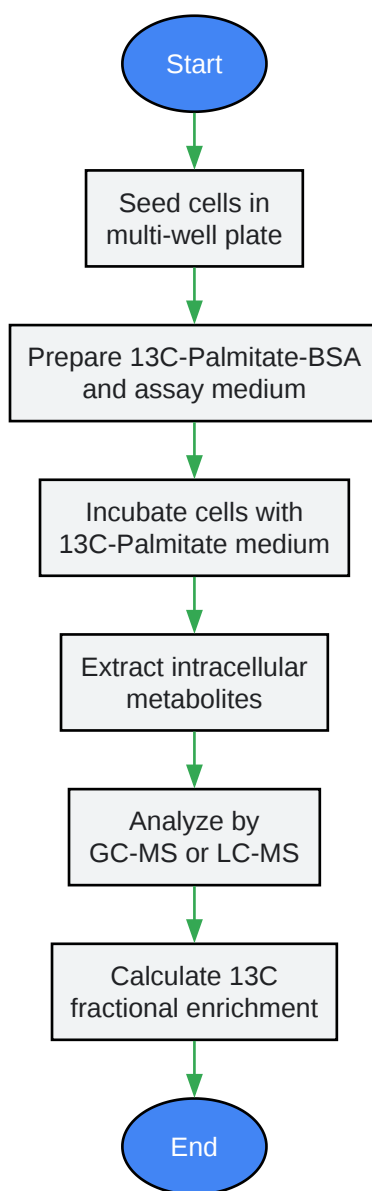 Start
Seed cells in
multi-well plate
Prepare 13C-Palmitate-BSA
and assay medium
Incubate cells with
13C-Palmitate medium
Extract intracellular
metabolites
Analyze by
GC-MS or LC-MS
Calculate 13C
fractional enrichment
End